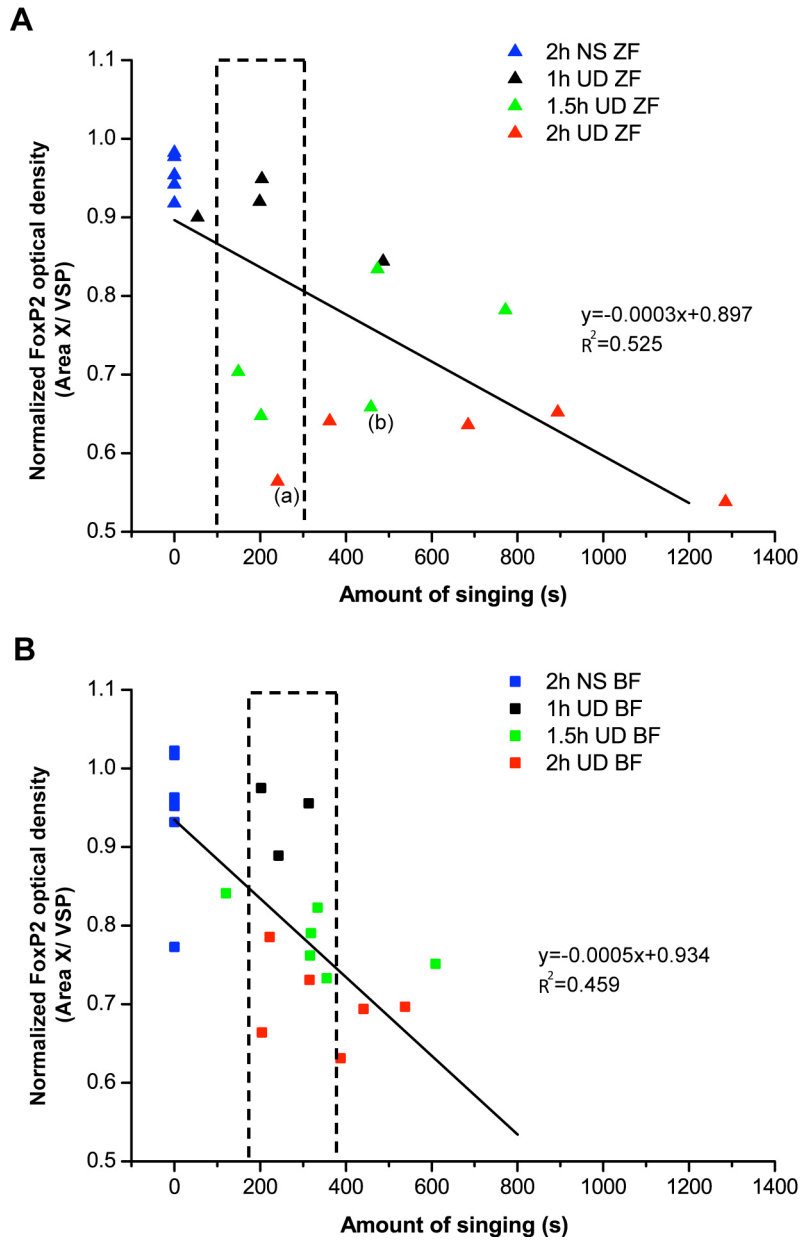 A
2h NS ZF
1h UD ZF
1.5h UD ZF
2h UD ZF
Normalized FoxP2 optical density
(Area X/ VSP)
1.1
1.0
0.9
0.8
0.7
0.6
0.5
y=-0.0003x+0.897
R²=0.525
(b)
(a)
0 200 400 600 800 1000 1200 1400
Amount of singing (s)
B
2h NS BF
1h UD BF
1.5h UD BF
2h UD BF
Normalized FoxP2 optical density
(Area X/ VSP)
1.1
1.0
0.9
0.8
0.7
0.6
0.5
y=-0.0005x+0.934
R²=0.459
0 200 400 600 800 1000 1200 1400
Amount of singing (s)